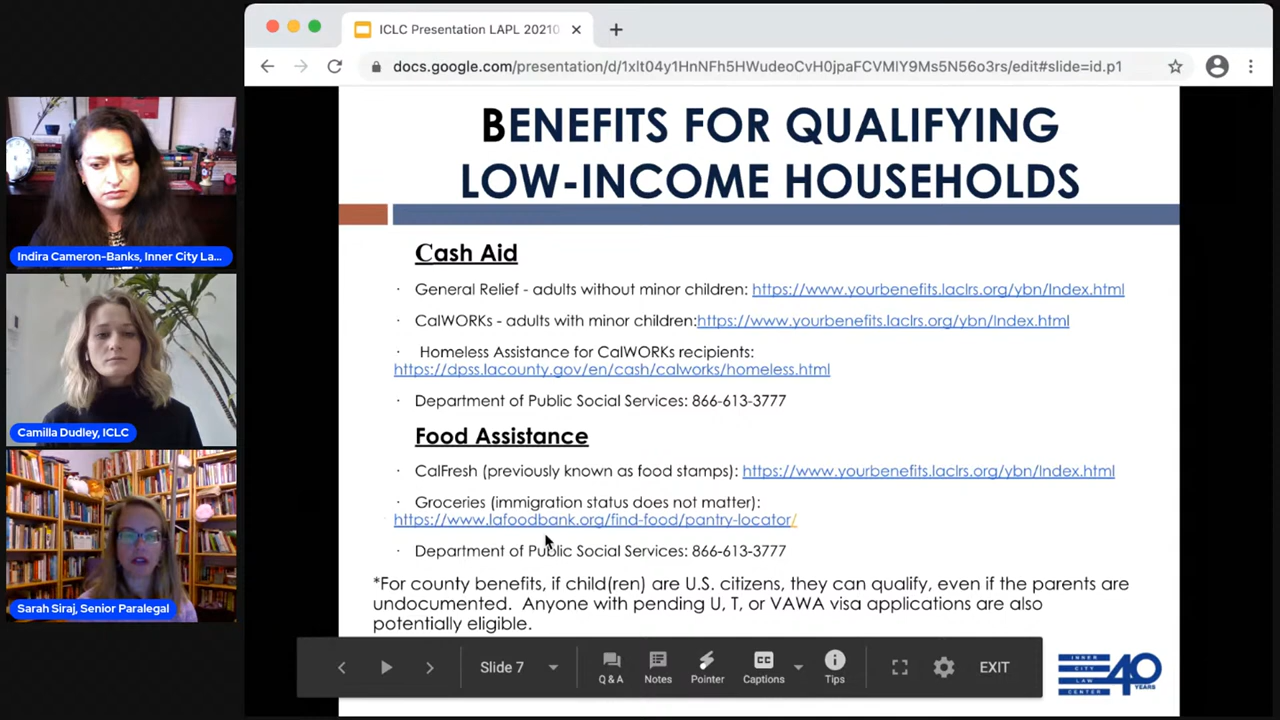 ICLC Presentation LAPL 20210
docs.google.com/presentation/d/1xlt04y1HnNFh5HWudeoCvH0jpaFCVMlY9Ms5N56o3rs/edit#slide=id.p1
BENEFITS FOR QUALIFYING
LOW-INCOME HOUSEHOLDS
Cash Aid
· General Relief - adults without minor children: https://www.yourbenefits.laclrs.org/ybn/Index.html
· CalWORKs - adults with minor children:https://www.yourbenefits.laclrs.org/ybn/Index.html
· Homeless Assistance for CalWORKs recipients:
https://dpss.lacounty.gov/en/cash/calworks/homeless.html
· Department of Public Social Services: 866-613-3777
Food Assistance
· CalFresh (previously known as food stamps): https://www.yourbenefits.laclrs.org/ybn/Index.html
· Groceries (immigration status does not matter):
https://www.lafoodbank.org/find-food/pantry-locator/
· Department of Public Social Services: 866-613-3777
*For county benefits, if child(ren) are U.S. citizens, they can qualify, even if the parents are
undocumented. Anyone with pending U, T, or VAWA visa applications are also
potentially eligible.
Slide 7
Q & A
Notes
Pointer
CC
Captions
Tips
EXIT
INNER
CITY
LAW
CENTER
40
YEARS
Indira Cameron-Banks, Inner City La...
Camilla Dudley, ICLC
Sarah Siraj, Senior Paralegal